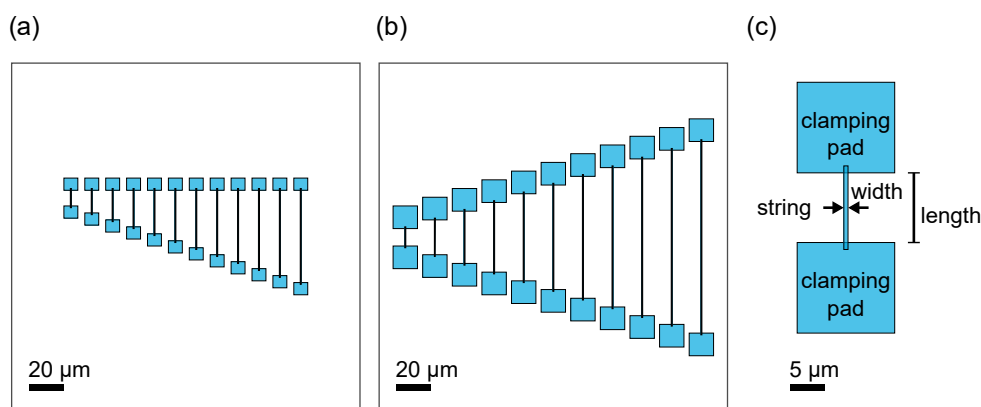 (a)
(b)
(c)
clamping
pad
width
string
length
clamping
pad
20 μm
20 μm
5 μm